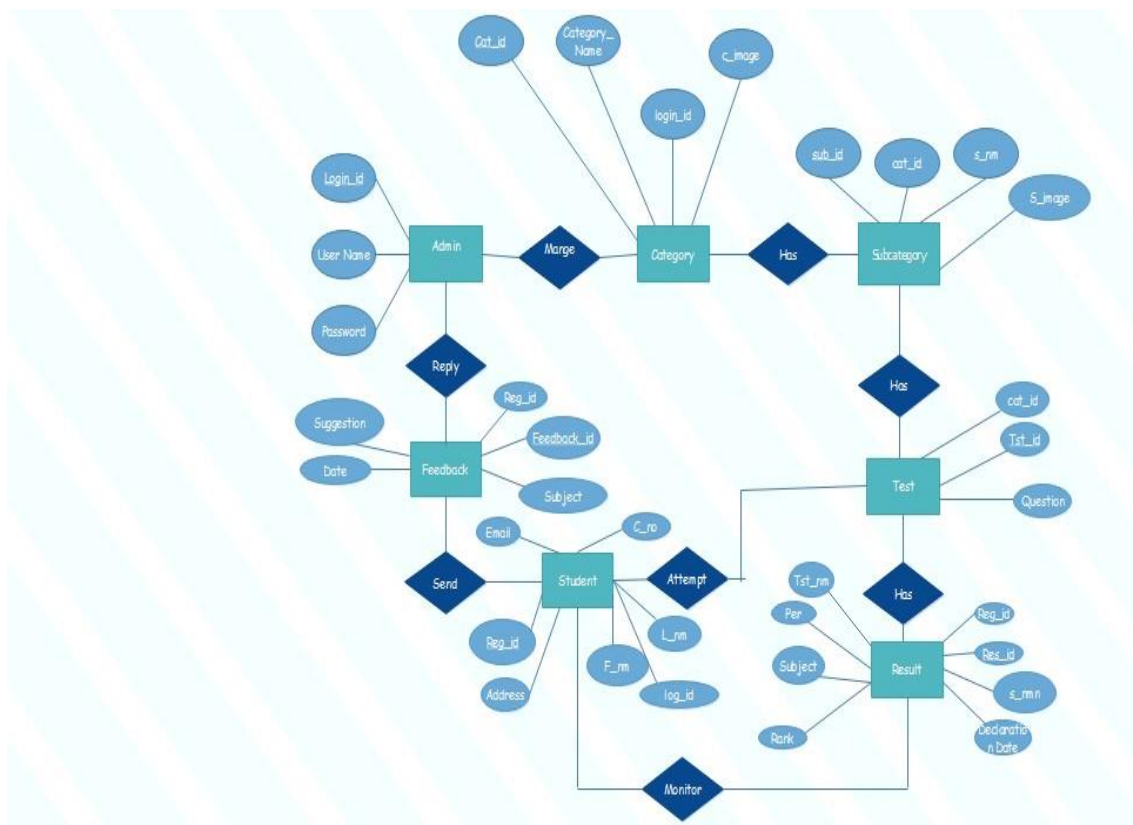 Cat_id
Category_
Name
c_image
login_id
sub_id
cat_id
s_nm
S_image
Login_id
User Name
Password
Admin
Marge
Category
Has
Subcategory
Reply
Has
Suggestion
Date
Reg_id
Feedback_id
Subject
Feedback
cat_id
Tst_id
Question
Test
Email
C_no
Send
Student
Attempt
Has
Reg_id
Address
F_nm
L_nm
log_id
Tst_nm
Per
Subject
Rank
Result
Reg_id
Res_id
s_nmn
Declaratio
n Date
Monitor